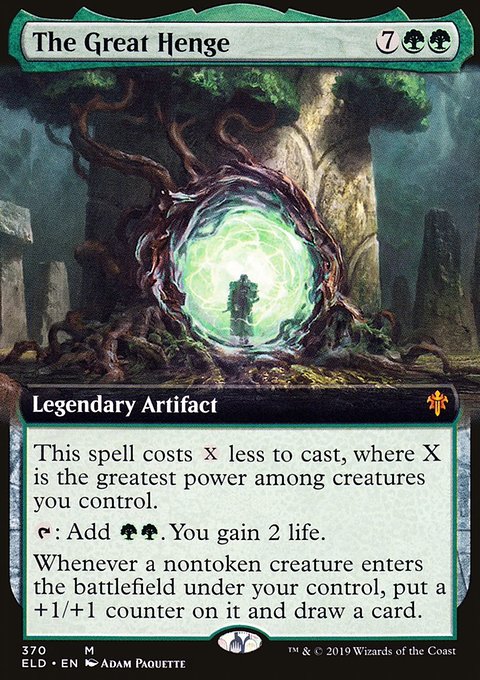 The Great Henge 7
Legendary Artifact
This spell costs X less to cast, where X
is the greatest power among creatures
you control.
: Add . You gain 2 life.
Whenever a nontoken creature enters
the battlefield under your control, put a
+1/+1 counter on it and draw a card.
370 M
ELD • EN Adam Paquette
™ & © 2019 Wizards of the Coast